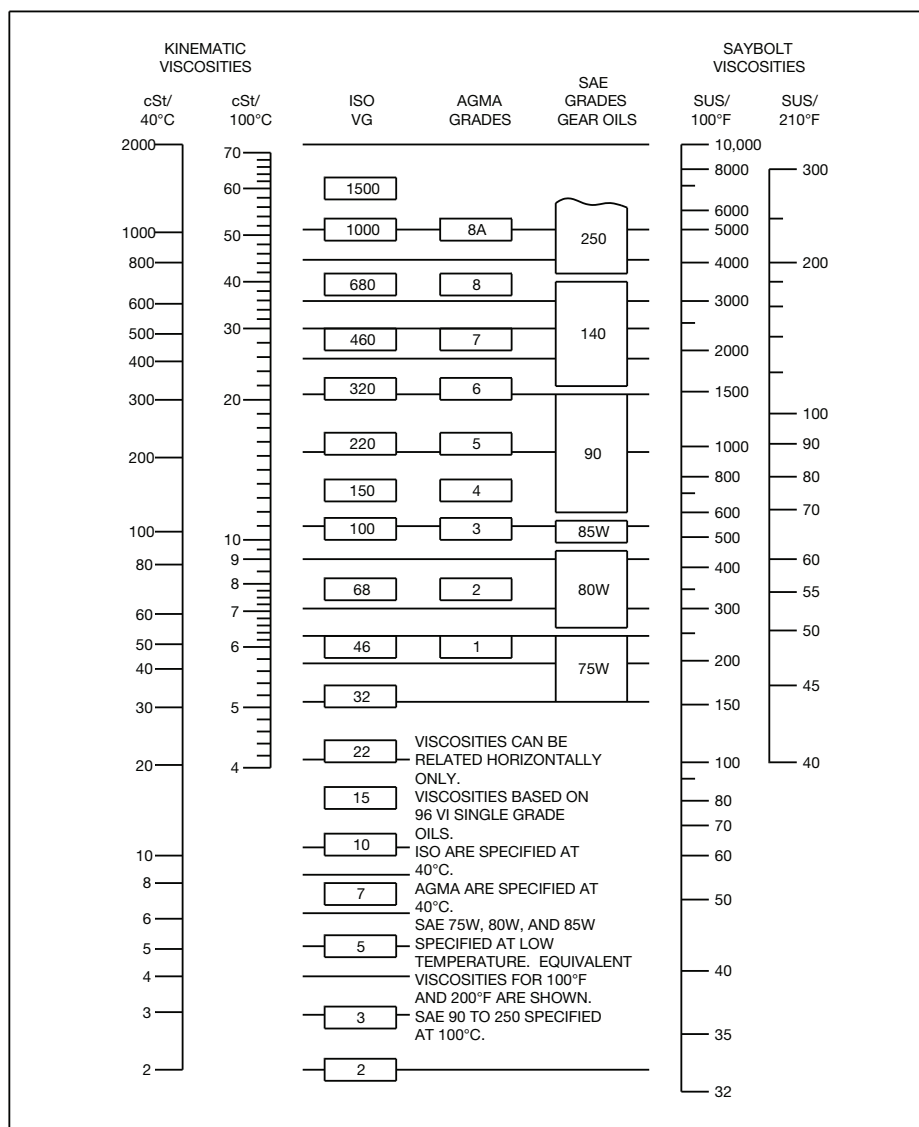 KINEMATIC
VISCOSITIES
SAYBOLT
VISCOSITIES
cSt/
40°C
cSt/
100°C
ISO
VG
AGMA
GRADES
SAE
GRADES
GEAR OILS
SUS/
100°F
SUS/
210°F
2000
1000
800
600
500
400
300
200
100
80
60
50
40
30
20
10
8
6
5
4
3
2
70
60
50
40
30
20
10
9
8
7
6
5
4
1500
1000
680
460
320
220
150
100
68
46
32
22
15
10
7
5
3
2
8A
8
7
6
5
4
3
2
1
250
140
90
85W
80W
75W
VISCOSITIES CAN BE
RELATED HORIZONTALLY
ONLY.
VISCOSITIES BASED ON
96 VI SINGLE GRADE
OILS.
ISO ARE SPECIFIED AT
40°C.
AGMA ARE SPECIFIED AT
40°C.
SAE 75W, 80W, AND 85W
SPECIFIED AT LOW
TEMPERATURE. EQUIVALENT
VISCOSITIES FOR 100°F
AND 200°F ARE SHOWN.
SAE 90 TO 250 SPECIFIED
AT 100°C.
10,000
8000
6000
5000
4000
3000
2000
1500
1000
800
600
500
400
300
200
150
100
80
70
60
50
40
35
32
300
200
100
90
80
70
60
55
50
45
40